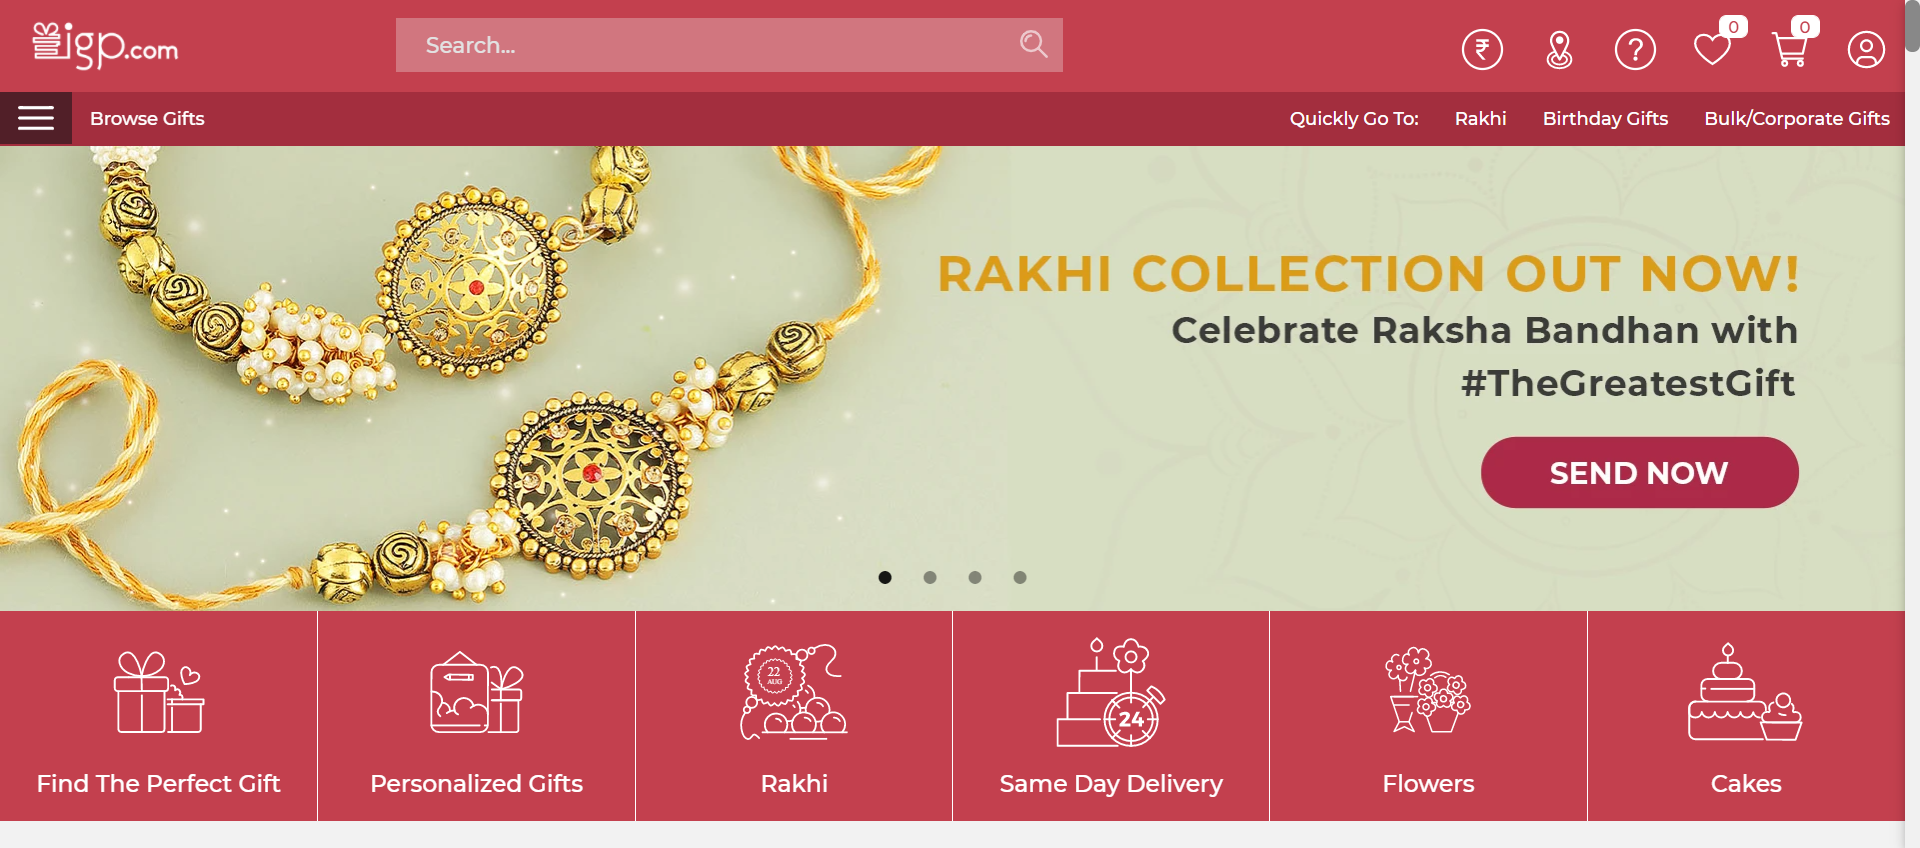 igp.com
Search...
0
0
Browse Gifts
Quickly Go To:
Rakhi
Birthday Gifts
Bulk/Corporate Gifts
RAKHI COLLECTION OUT NOW!
Celebrate Raksha Bandhan with
#TheGreatestGift
SEND NOW
22
AUG
24
Find The Perfect Gift
Personalized Gifts
Rakhi
Same Day Delivery
Flowers
Cakes